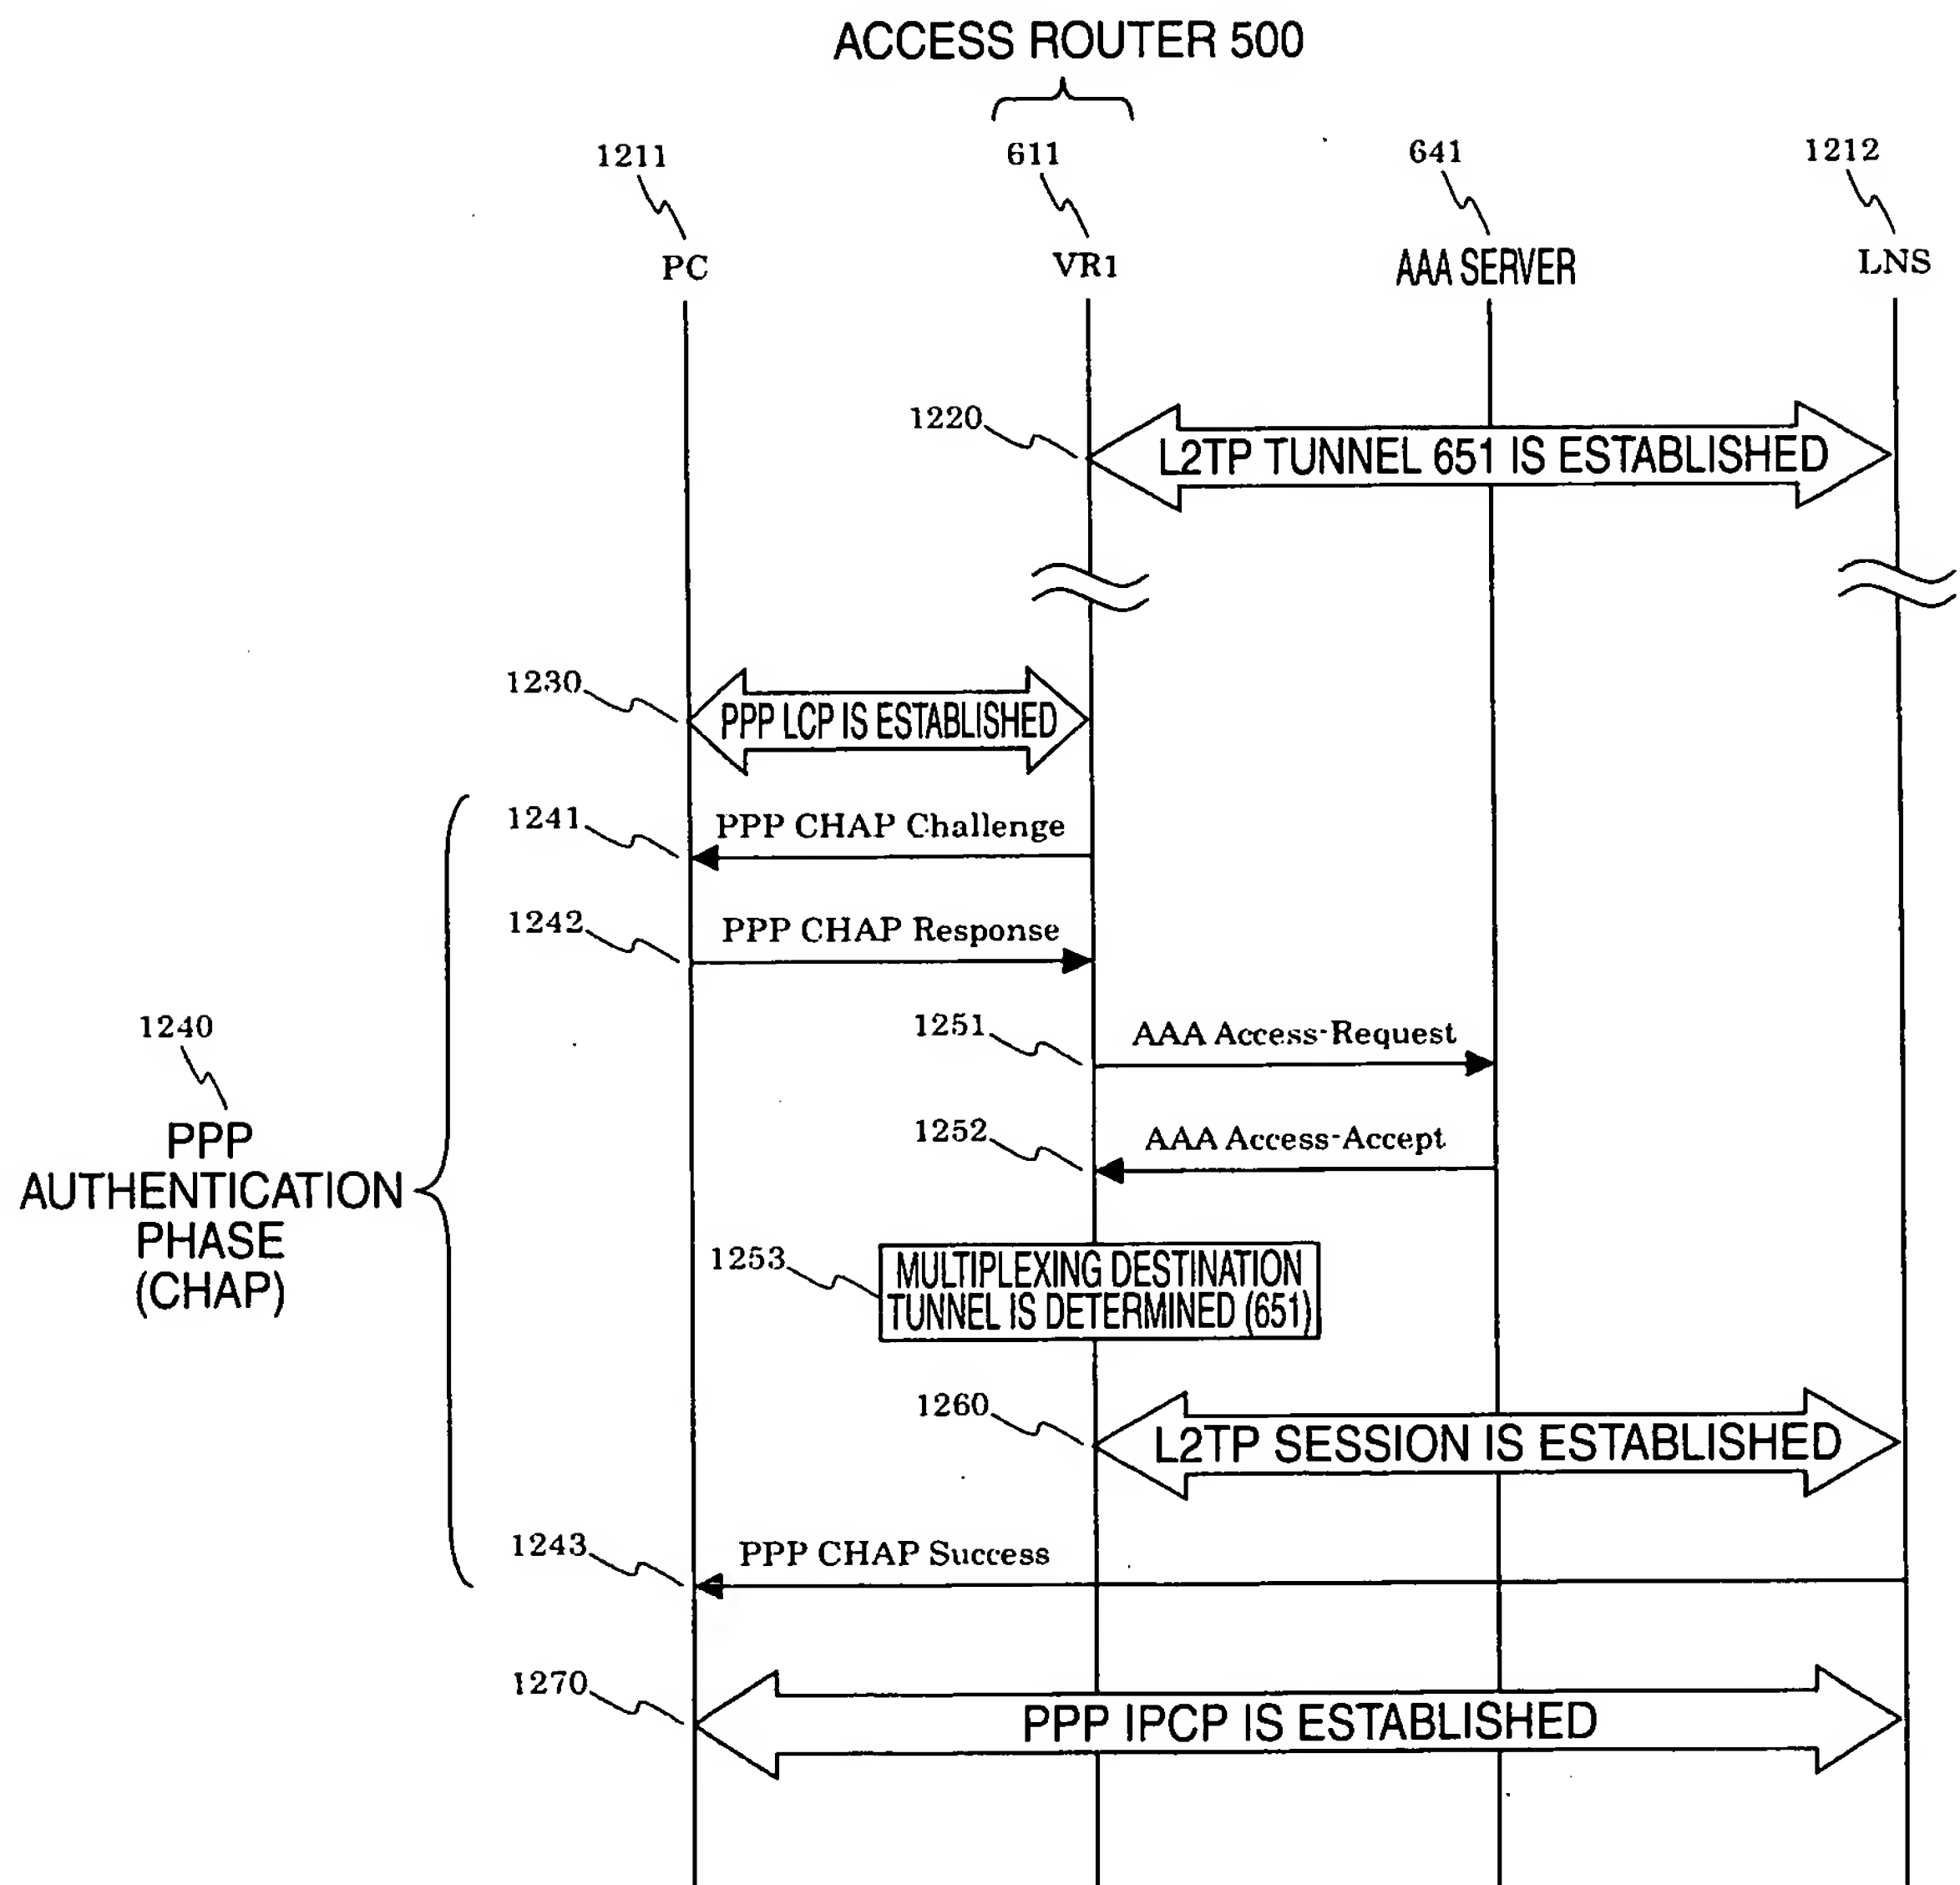 ACCESS ROUTER 500
1211
611
641
1212
PC
VR1
AAA SERVER
LNS
1220
L2TP TUNNEL 651 IS ESTABLISHED
1230
PPP LCP IS ESTABLISHED
1241
PPP CHAP Challenge
1242
PPP CHAP Response
1240
PPP
AUTHENTICATION
PHASE
(CHAP)
1251
AAA Access-Request
1252
AAA Access-Accept
1253
MULTIPLEXING DESTINATION
TUNNEL IS DETERMINED (651)
1260
L2TP SESSION IS ESTABLISHED
1243
PPP CHAP Success
1270
PPP IPCP IS ESTABLISHED